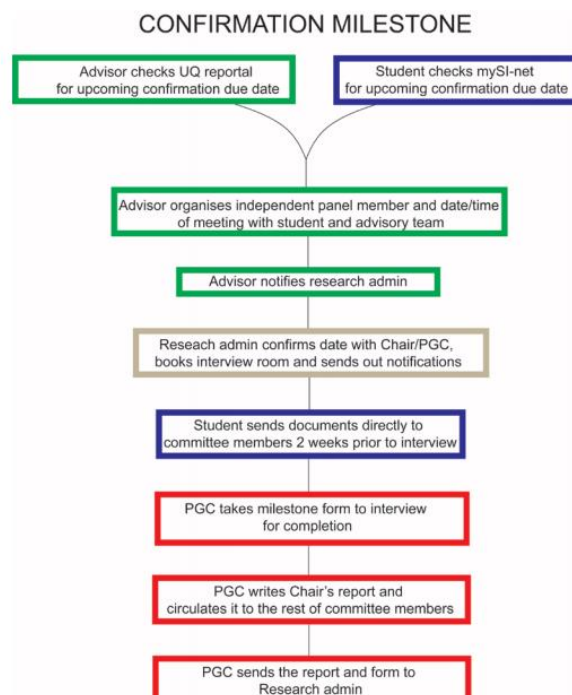 CONFIRMATION MILESTONE
Advisor checks UQ reportal
for upcoming confirmation due date
Student checks mySI-net
for upcoming confirmation due date
Advisor organises independent panel member and date/time
of meeting with student and advisory team
Advisor notifies research admin
Reseach admin confirms date with Chair/PGC,
books interview room and sends out notifications
Student sends documents directly to
committee members 2 weeks prior to interview
PGC takes milestone form to interview
for completion
PGC writes Chair's report and
circulates it to the rest of committee members
PGC sends the report and form to
Research admin